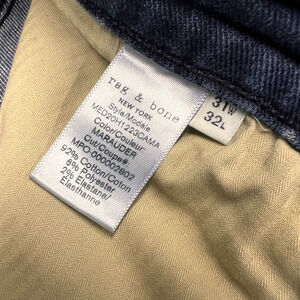 rag & bone
NEW YORK
Style/Modèle
MED20H1223CAMA
Color/Couleur
MARAUDER
Cut/Coupe#:
MPO-000002802
92% Cotton/Coton
6% Polyester
2% Elastane/
Elasthanne
31W
32L